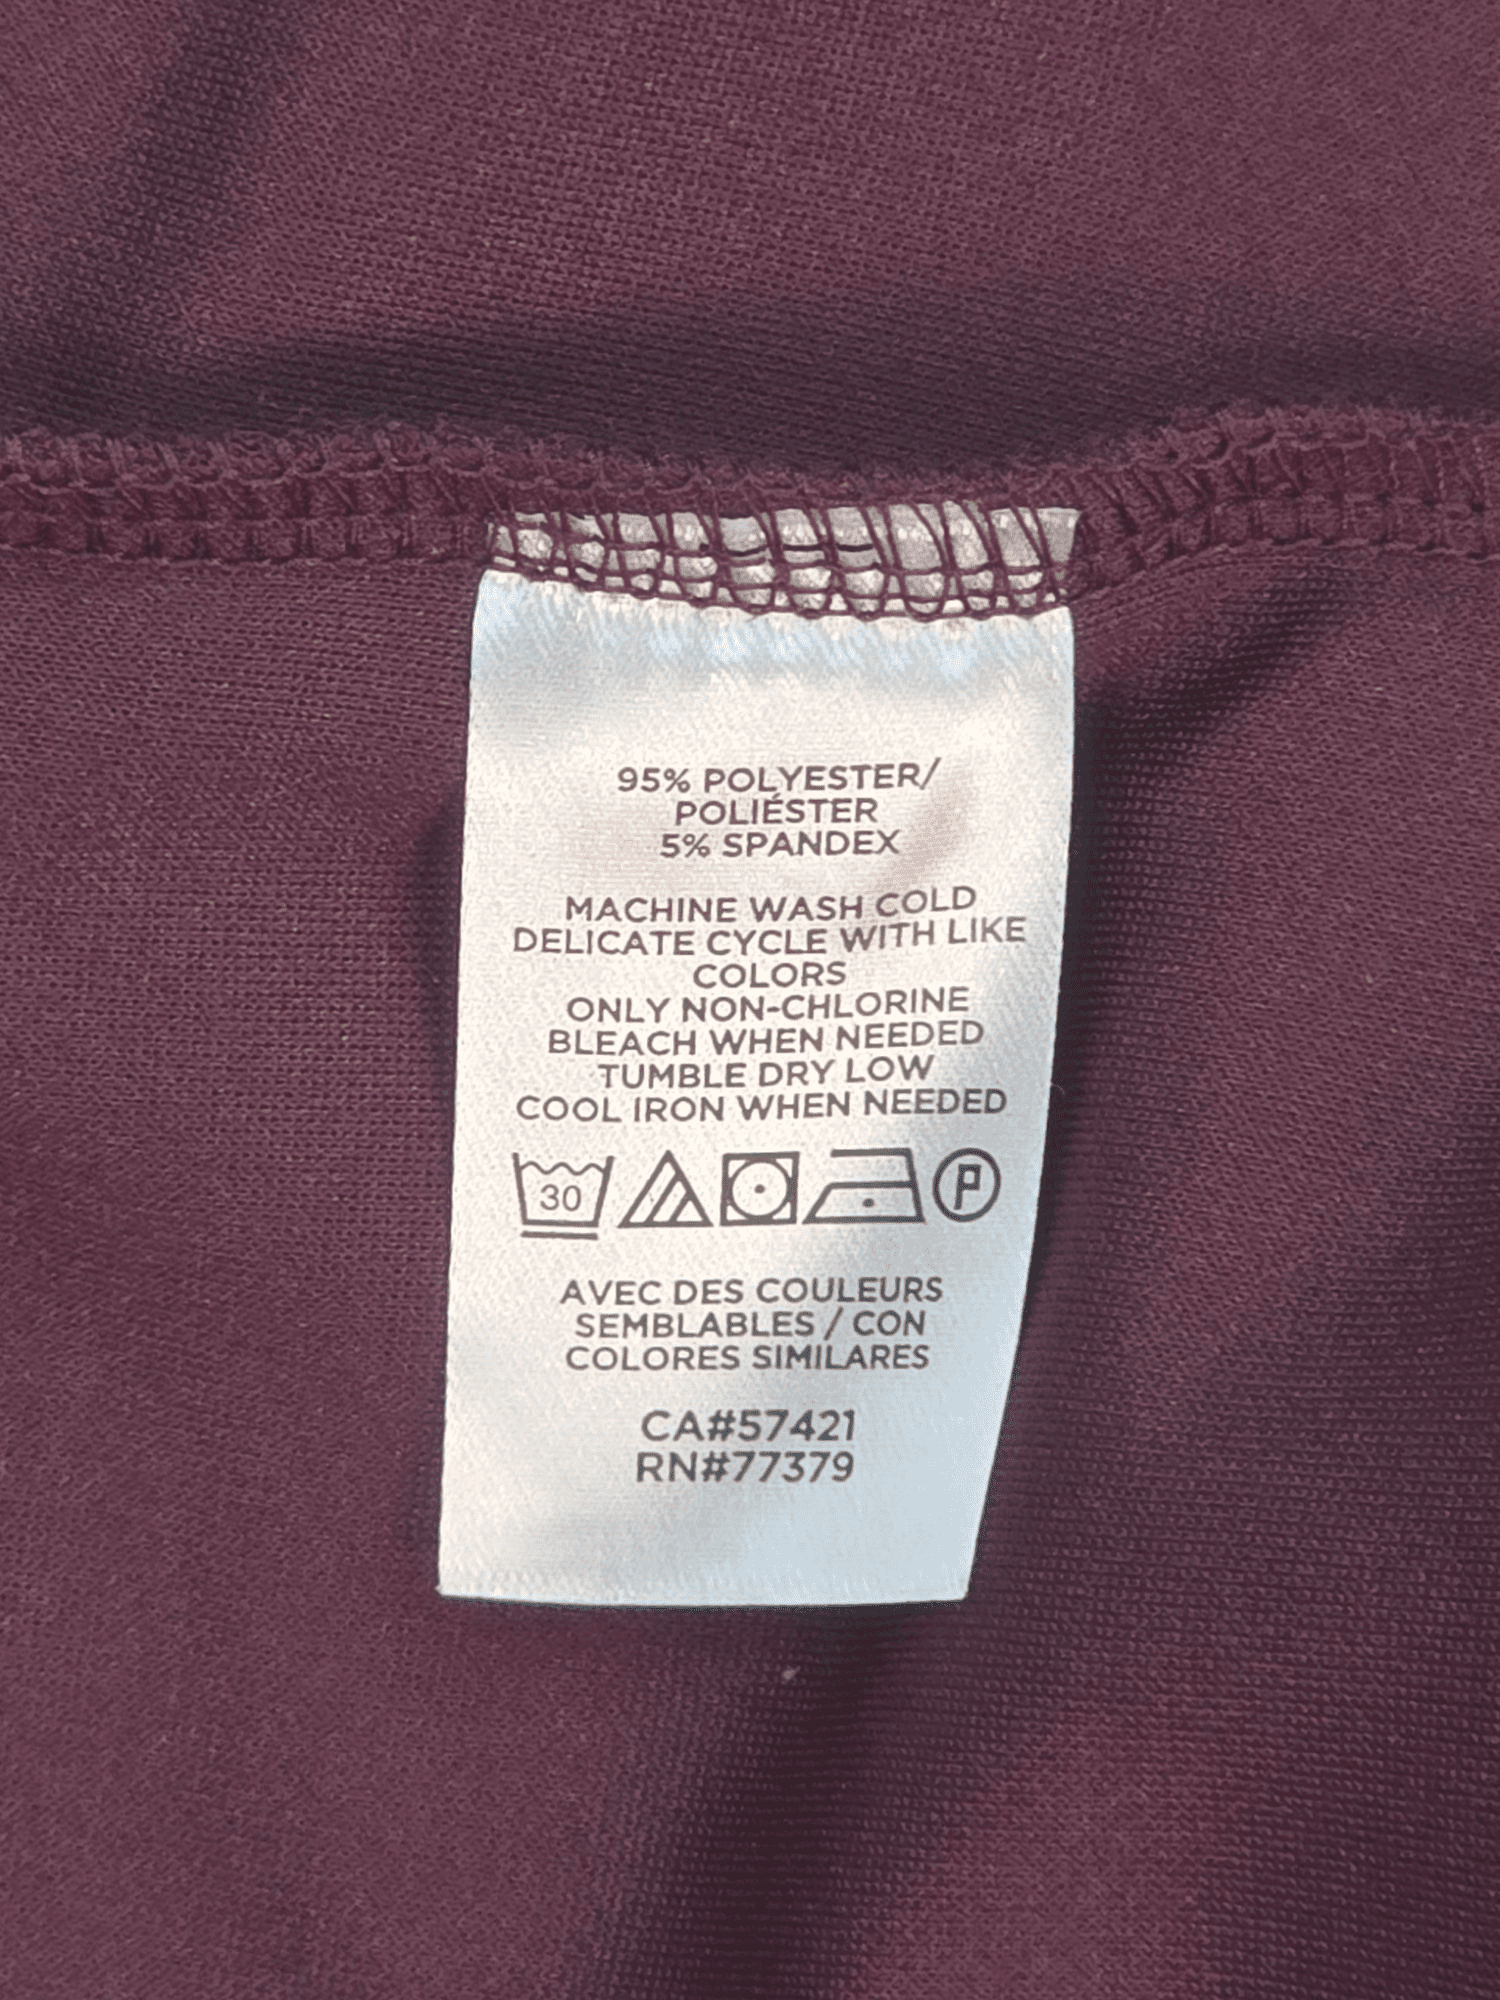 95% POLYESTER/
POLIÉSTER
5% SPANDEX
MACHINE WASH COLD
DELICATE CYCLE WITH LIKE
COLORS
ONLY NON-CHLORINE
BLEACH WHEN NEEDED
TUMBLE DRY LOW
COOL IRON WHEN NEEDED
30 P
AVEC DES COULEURS
SEMBLABLES / CON
COLORES SIMILARES
CA#57421
RN#77379